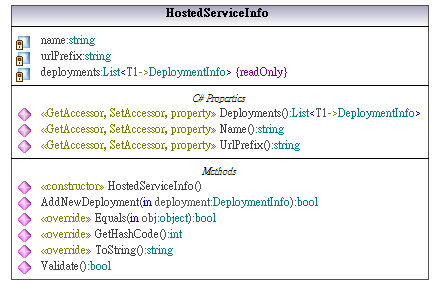 HostedServiceInfo
name:string
urlPrefix:string
deployments:List<T1->DeploymentInfo> {readOnly}
C# Properties
«GetAccessor, SetAccessor, property» Deployments():List<T1->DeploymentInfo>
«GetAccessor, SetAccessor, property» Name():string
«GetAccessor, SetAccessor, property» UrlPrefix():string
Methods
«constructor» HostedServiceInfo()
AddNewDeployment(in deployment:DeploymentInfo):bool
«override» Equals(in obj:object):bool
«override» GetHashCode():int
«override» ToString():string
Validate():bool